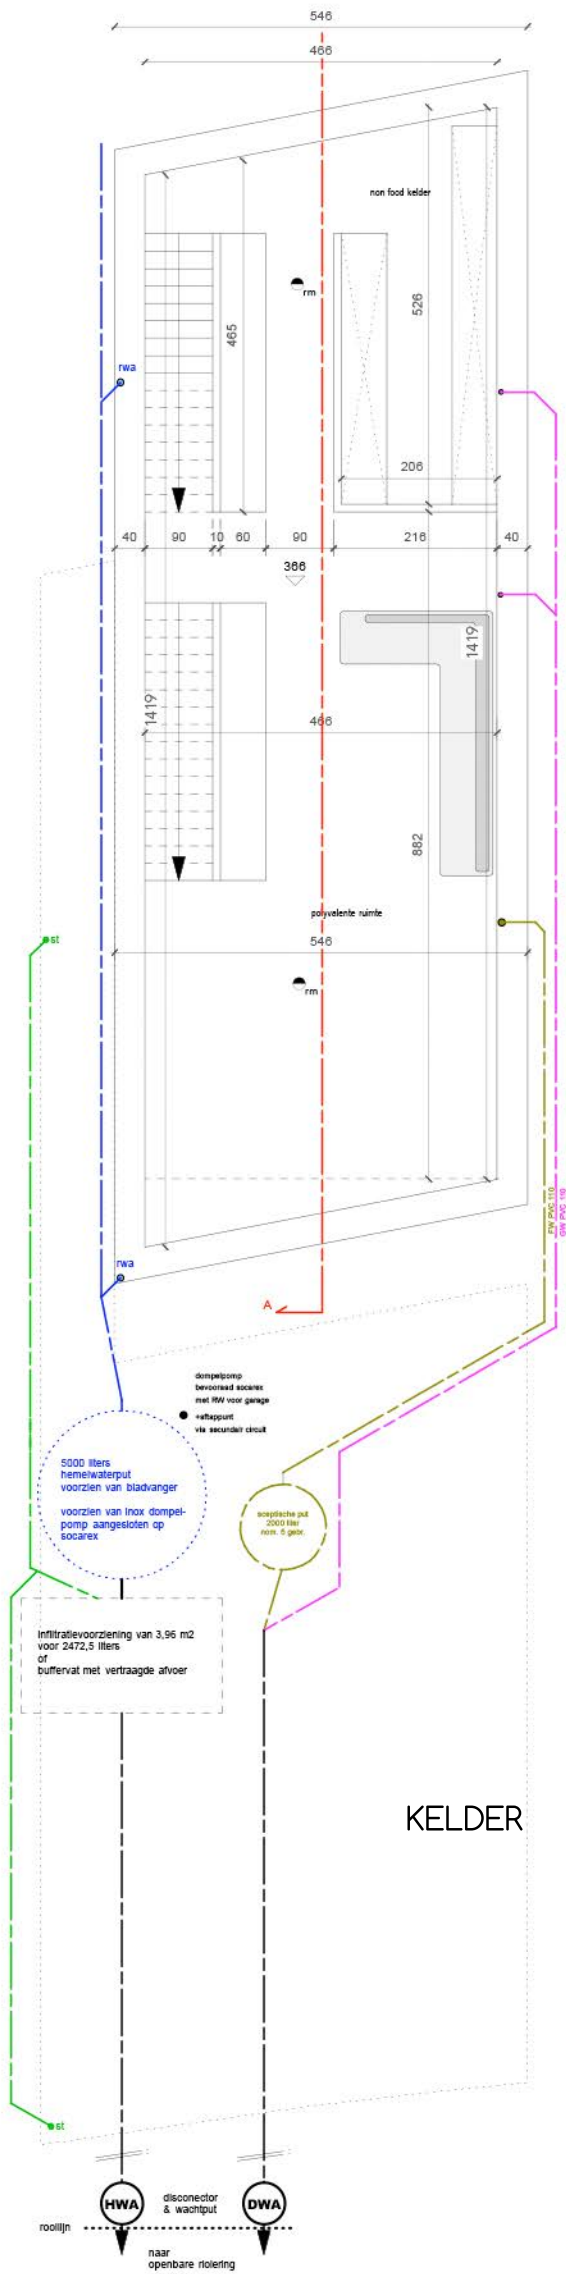 546
466
non food kelder
rm
526
465
rwa
206
40
90
10
60
90
216
40
366
1419
1419
466
882
polyvalente ruimte
st
546
rm
FW PVC 110
GW PVC 110
rwa
A
dompelpomp
bevooraad socarex
met RW voor garage
+aftappunt
via secundair circuit
5000 liters
hemelwaterput
voorzien van bladvanger
voorzien van inox dompel-
pomp aangesloten op
socarex
sceptische put
2000 liter
nom. 5 gebr.
Infiltratievoorziening van 3,96 m2
voor 2472,5 liters
of
buffervat met vertraagde afvoer
KELDER
st
HWA
disconector
& wachtput
DWA
rooilijn
naar
openbare riolering